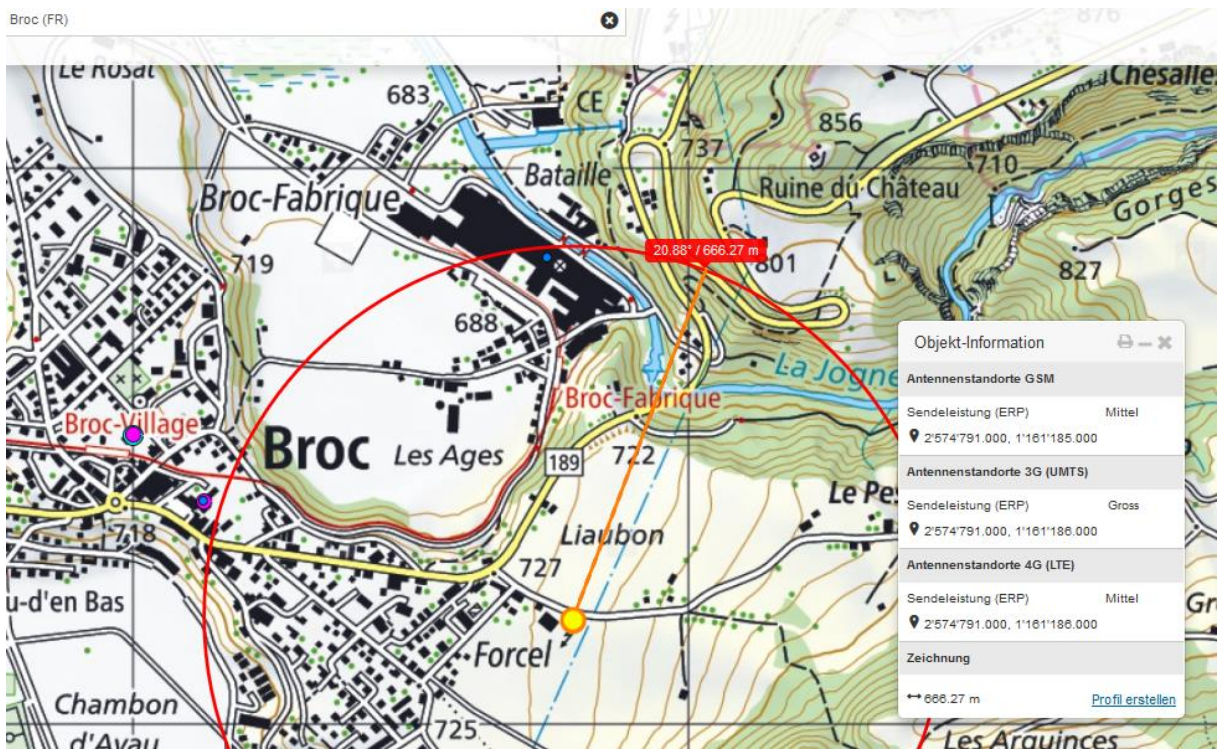 Broc (FR)
876
Le Rosat
Chesalle
683
CE
856
737
710
Bataille
Ruine du Château
Broc-Fabrique
Gorges
20.88° / 666.27 m
719
801
827
688
Objekt-Information
La Jogne
Antennenstandorte GSM
Broc-Fabrique
Sendeleistung (ERP) Mittel
Broc-Village
2'574'791.000, 1'161'185.000
Broc
Les Ages
189
722
Antennenstandorte 3G (UMTS)
Le Pes
Sendeleistung (ERP) Gross
718
Liaubon
2'574'791.000, 1'161'186.000
727
Antennenstandorte 4G (LTE)
u-d'en Bas
Sendeleistung (ERP) Mittel
Gr
2'574'791.000, 1'161'186.000
Forcel
Zeichnung
Chambon
d'Avau
725
666.27 m Profil erstellen
Les Arquinces